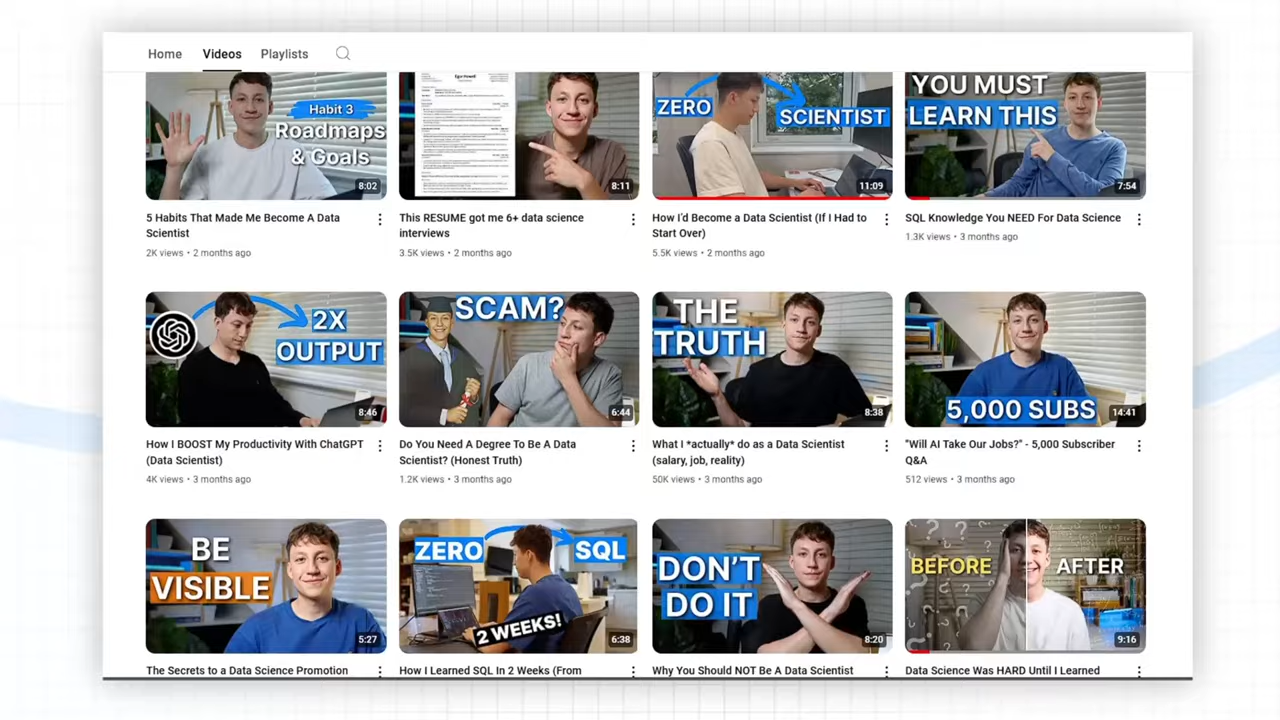 Home Videos Playlists
Habit 3
Roadmaps
& Goals
8:02
Egor Howell
8:11
ZERO
SCIENTIST
11:09
YOU MUST
LEARN THIS
7:54
5 Habits That Made Me Become A Data
Scientist
2K views • 2 months ago
This RESUME got me 6+ data science
interviews
3.5K views • 2 months ago
How I'd Become a Data Scientist (If I Had to
Start Over)
5.5K views • 2 months ago
SQL Knowledge You NEED For Data Science
1.3K views • 3 months ago
2X
OUTPUT
8:46
SCAM?
6:44
THE
TRUTH
8:38
5,000 SUBS
14:41
How I BOOST My Productivity With ChatGPT
(Data Scientist)
4K views • 3 months ago
Do You Need A Degree To Be A Data
Scientist? (Honest Truth)
1.2K views • 3 months ago
What I *actually* do as a Data Scientist
(salary, job, reality)
50K views • 3 months ago
"Will AI Take Our Jobs?" - 5,000 Subscriber
Q&A
512 views • 3 months ago
BE
VISIBLE
5:27
ZERO
SQL
2 WEEKS!
6:38
DON'T
DO IT
8:20
BEFORE
AFTER
9:16
The Secrets to a Data Science Promotion
How I Learned SQL In 2 Weeks (From
Why You Should NOT Be A Data Scientist
Data Science Was HARD Until I Learned